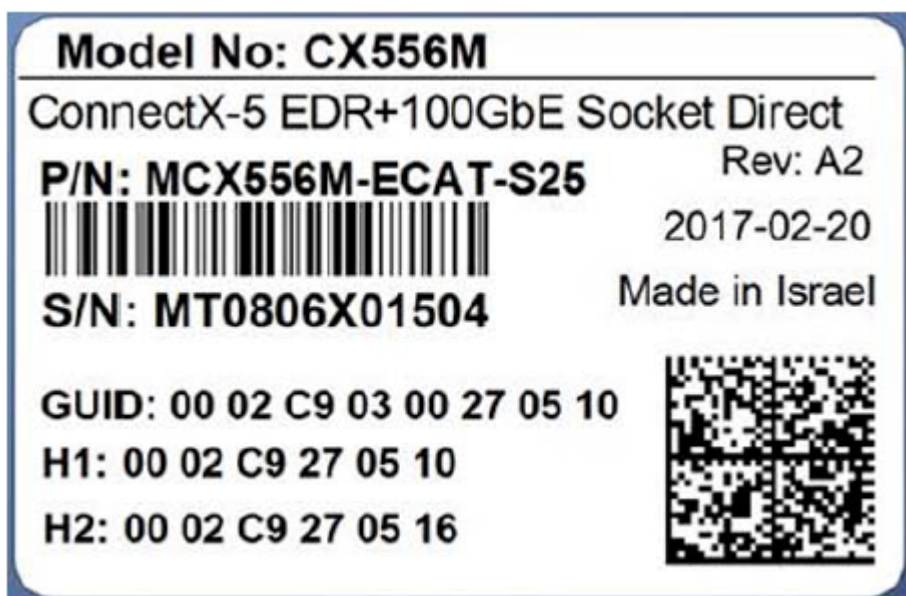 Model No: CX556M
ConnectX-5 EDR+100GbE Socket Direct
P/N: MCX556M-ECAT-S25
Rev: A2
2017-02-20
S/N: MT0806X01504
Made in Israel
GUID: 00 02 C9 03 00 27 05 10
H1: 00 02 C9 27 05 10
H2: 00 02 C9 27 05 16